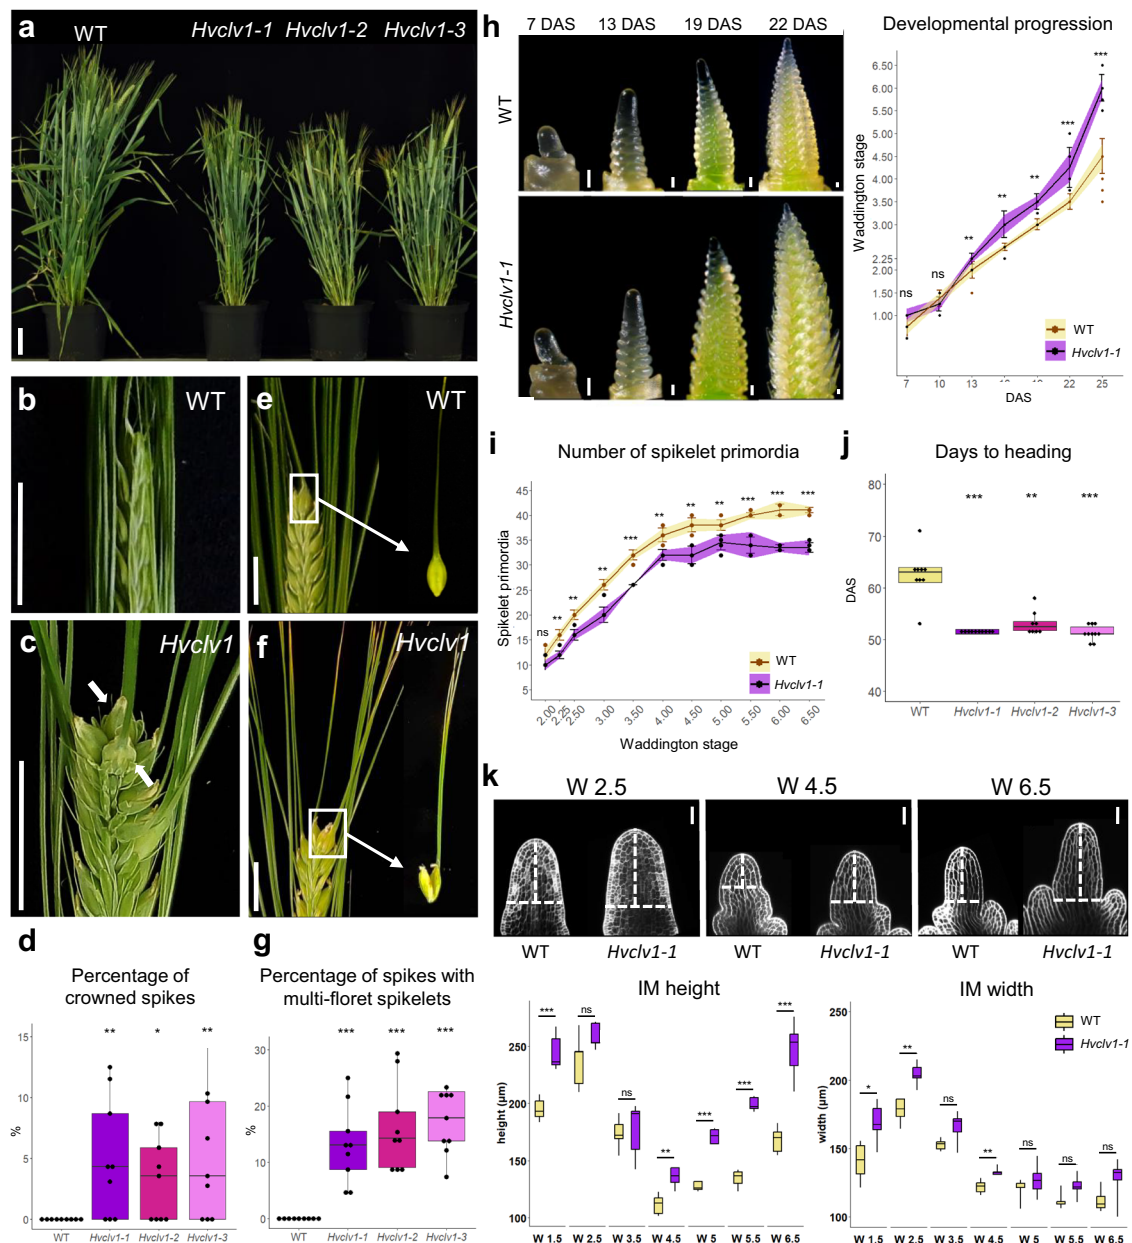 a
WT
Hvclv1-1
Hvclv1-2
Hvclv1-3
b
WT
e
WT
c
Hvclv1
f
Hvclv1
d
Percentage of
crowned spikes
**
*
**
15
10
5
0
%
WT
Hvclv1-1
Hvclv1-2
Hvclv1-3
g
Percentage of spikes with
multi-floret spikelets
***
***
***
30
20
10
0
%
WT
Hvclv1-1
Hvclv1-2
Hvclv1-3
h
7 DAS
13 DAS
19 DAS
22 DAS
WT
Hvclv1-1
Developmental progression
Waddington stage
6.50
6.00
5.00
4.50
4.00
3.50
3.00
2.25
2.00
1.50
1.00
ns
ns
**
**
**
***
***
WT
Hvclv1-1
7
10
13
22
25
DAS
i
Number of spikelet primordia
Spikelet primordia
45
40
35
30
25
20
15
10
5
ns
**
**
**
***
**
**
**
***
***
***
WT
Hvclv1-1
2.00
2.25
2.50
3.00
3.50
4.00
4.50
5.00
5.50
6.00
6.50
Waddington stage
j
Days to heading
DAS
80
70
60
50
40
***
**
***
WT
Hvclv1-1
Hvclv1-2
Hvclv1-3
k
W 2.5
W 4.5
W 6.5
WT
Hvclv1-1
WT
Hvclv1-1
WT
Hvclv1-1
IM height
height (µm)
250
200
150
100
***
ns
ns
**
***
***
***
W 1.5
W 2.5
W 3.5
W 4.5
W 5
W 5.5
W 6.5
IM width
width (µm)
250
200
150
100
*
**
ns
**
ns
ns
ns
WT
Hvclv1-1
W 1.5
W 2.5
W 3.5
W 4.5
W 5
W 5.5
W 6.5